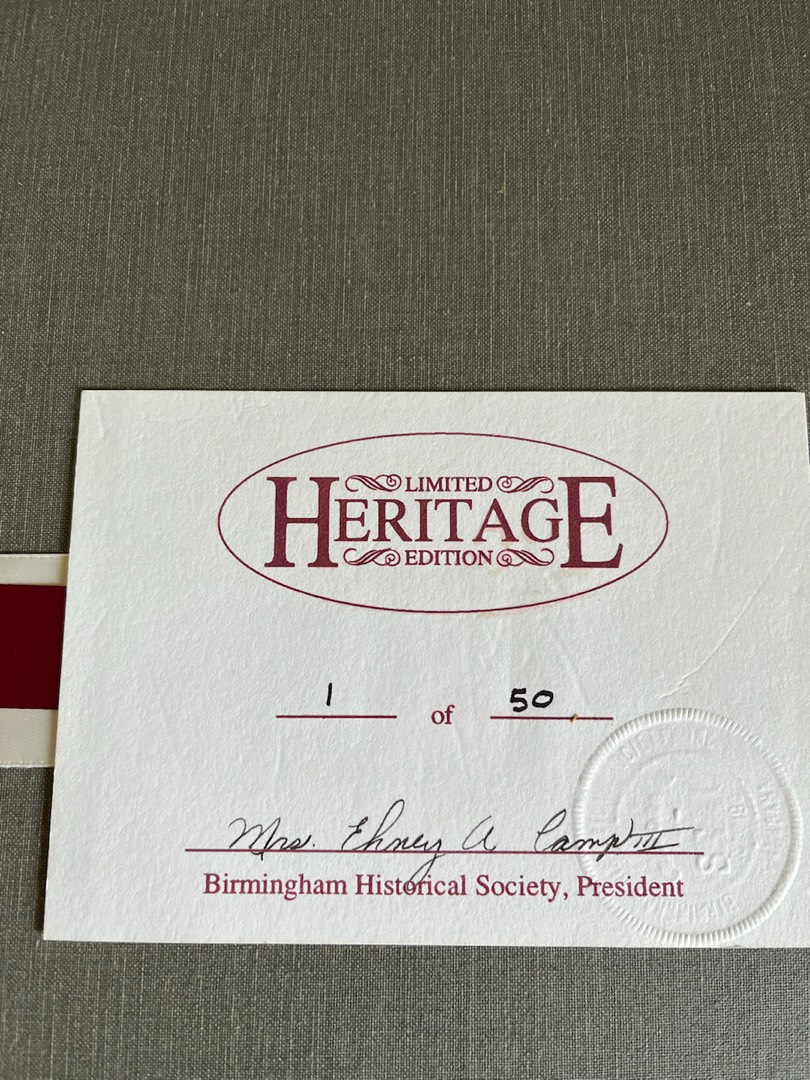 LIMITED
HERITAGE
EDITION
1 of 50
Mrs. Ehney A Camp III
Birmingham Historical Society, President